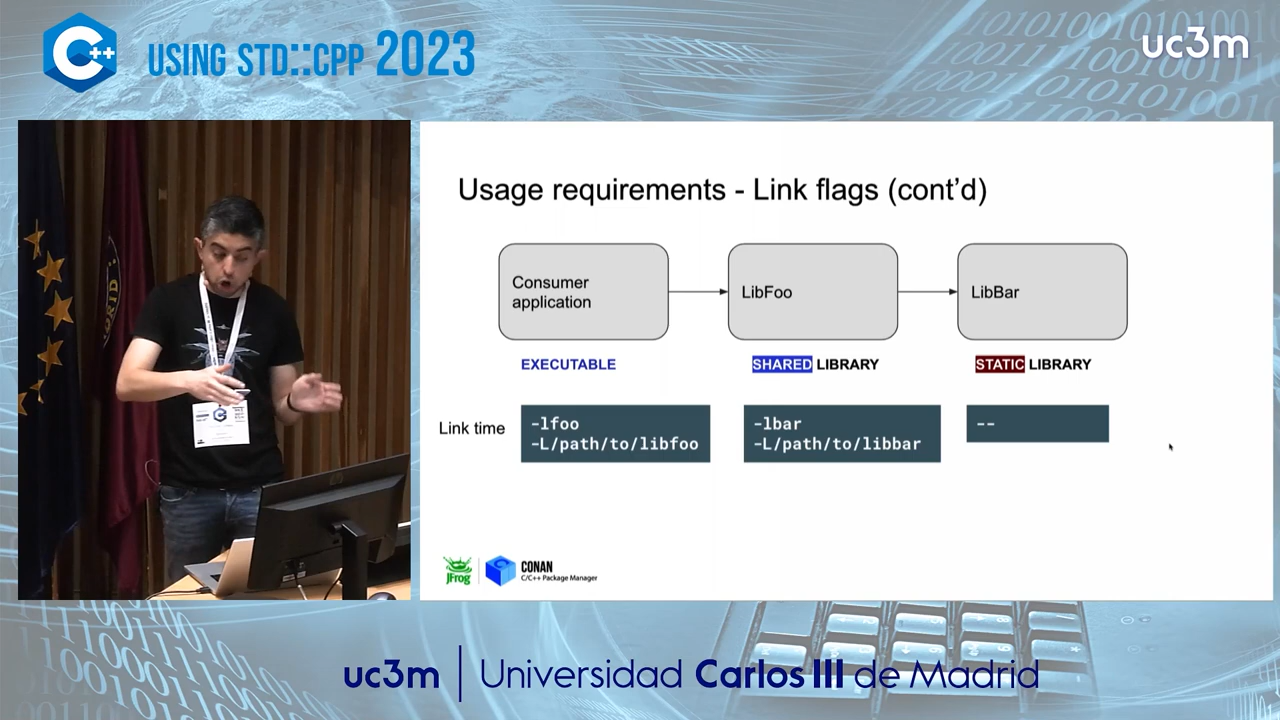 C++
USING STD::CPP 2023
uc3m
Usage requirements - Link flags (cont'd)
Consumer
application
LibFoo
LibBar
EXECUTABLE
SHARED LIBRARY
STATIC LIBRARY
Link time
-lfoo
-L/path/to/libfoo
-lbar
-L/path/to/libbar
--
JFrog
CONAN
C/C++ Package Manager
uc3m | Universidad Carlos III de Madrid